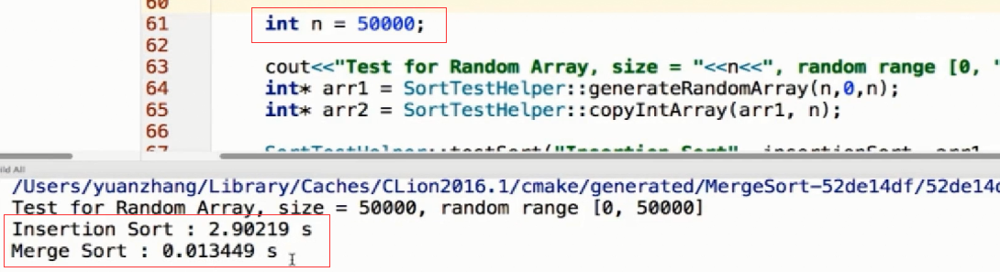 60
61 int n = 50000;
62
63 cout<<"Test for Random Array, size = "<<n<<", random range [0, "
64 int* arr1 = SortTestHelper::generateRandomArray(n,0,n);
65 int* arr2 = SortTestHelper::copyIntArray(arr1, n);
66
67 SortTestHelper::testSort("Insertion Sort", insertionSort, arr1
ild All
/Users/yuanzhang/Library/Caches/CLion2016.1/cmake/generated/MergeSort-52de14df/52de14d
Test for Random Array, size = 50000, random range [0, 50000]
Insertion Sort : 2.90219 s
Merge Sort : 0.013449 s